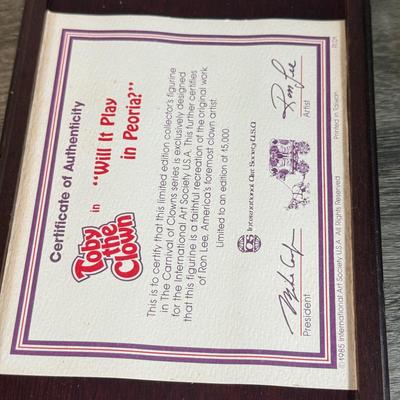 Certificate of Authenticity
Toby
the
Clown
in
"Will It Play
in Peoria?"
This is to certify that this limited edition collector's figurine
in The Carnival of Clowns series is exclusively designed
for the International Art Society U.S.A. This further certifies
that this figurine is a faithful recreation of the original work
of Ron Lee, America's foremost clown artist.
Limited to an edition of 15,000.
International Art Society U.S.A.
Ron Lee
President
Artist
©1985 International Art Society U.S.A. All Rights Reserved
Printed in Taiwan